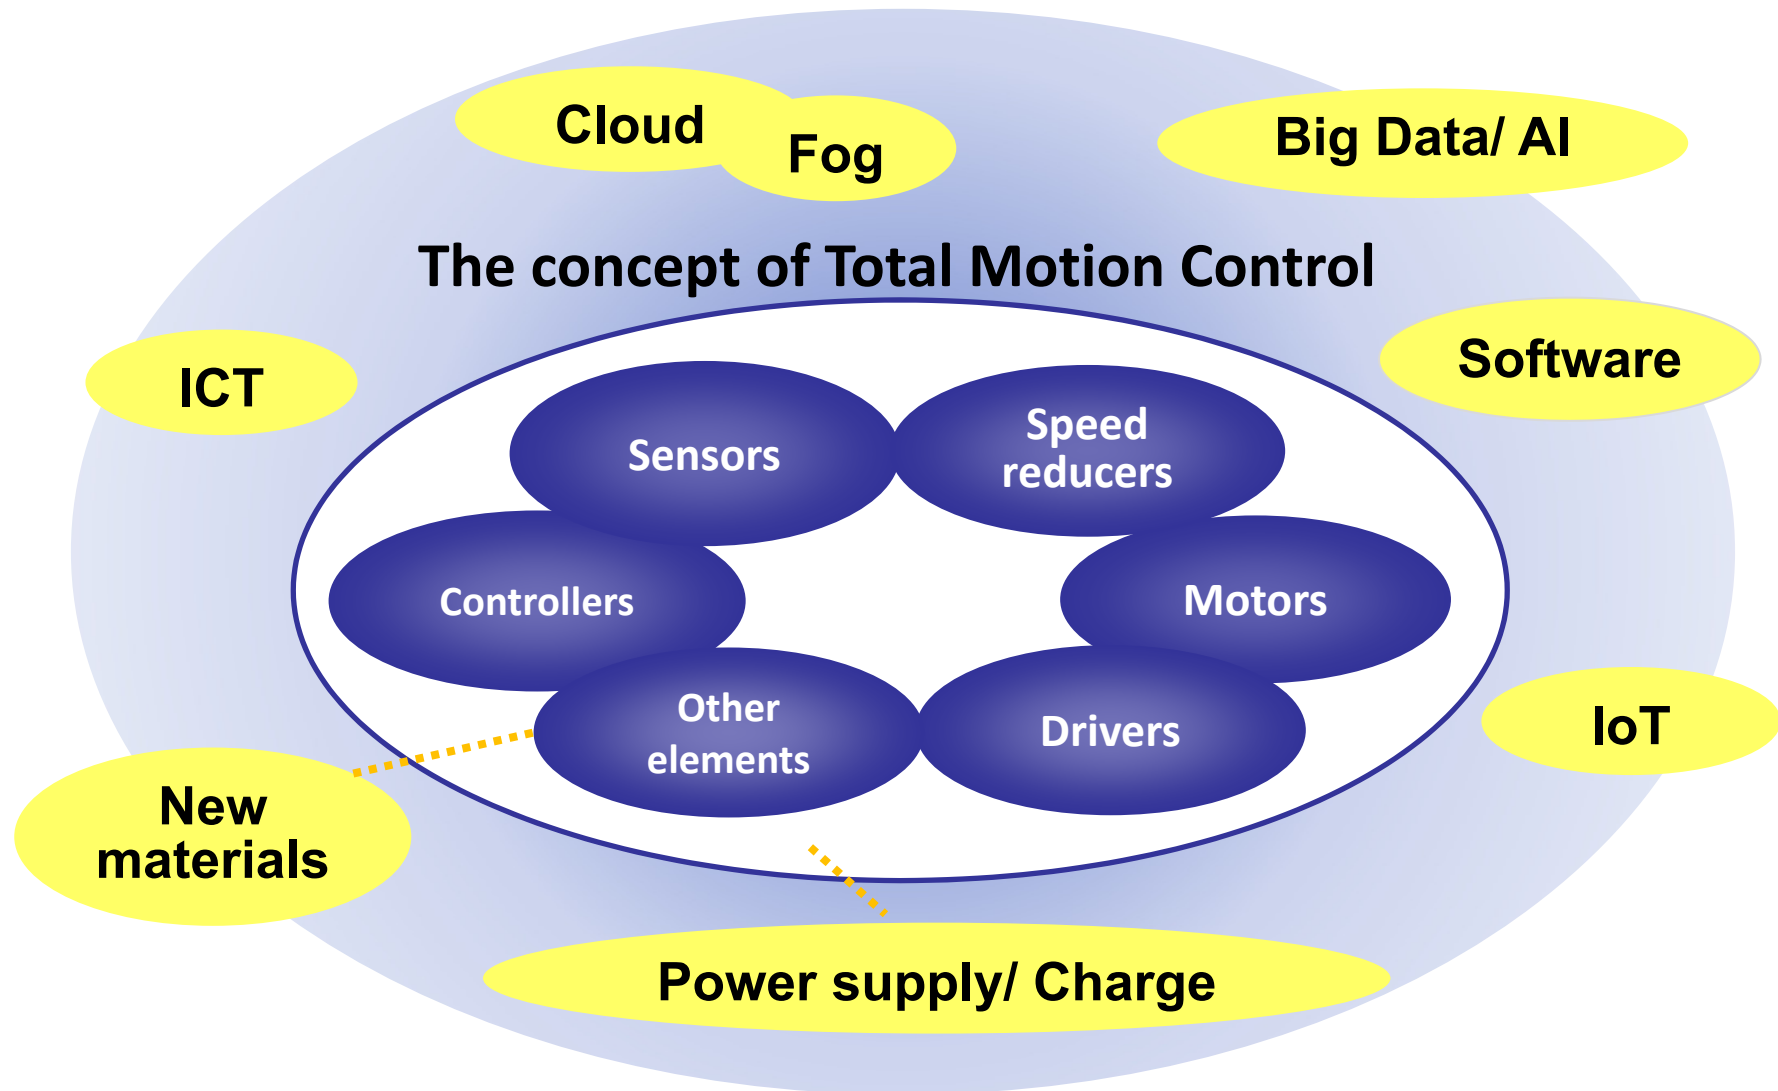 Cloud
Fog
Big Data/ AI
The concept of Total Motion Control
ICT
Software
Sensors
Speed
reducers
Controllers
Motors
Other
elements
Drivers
IoT
New
materials
Power supply/ Charge